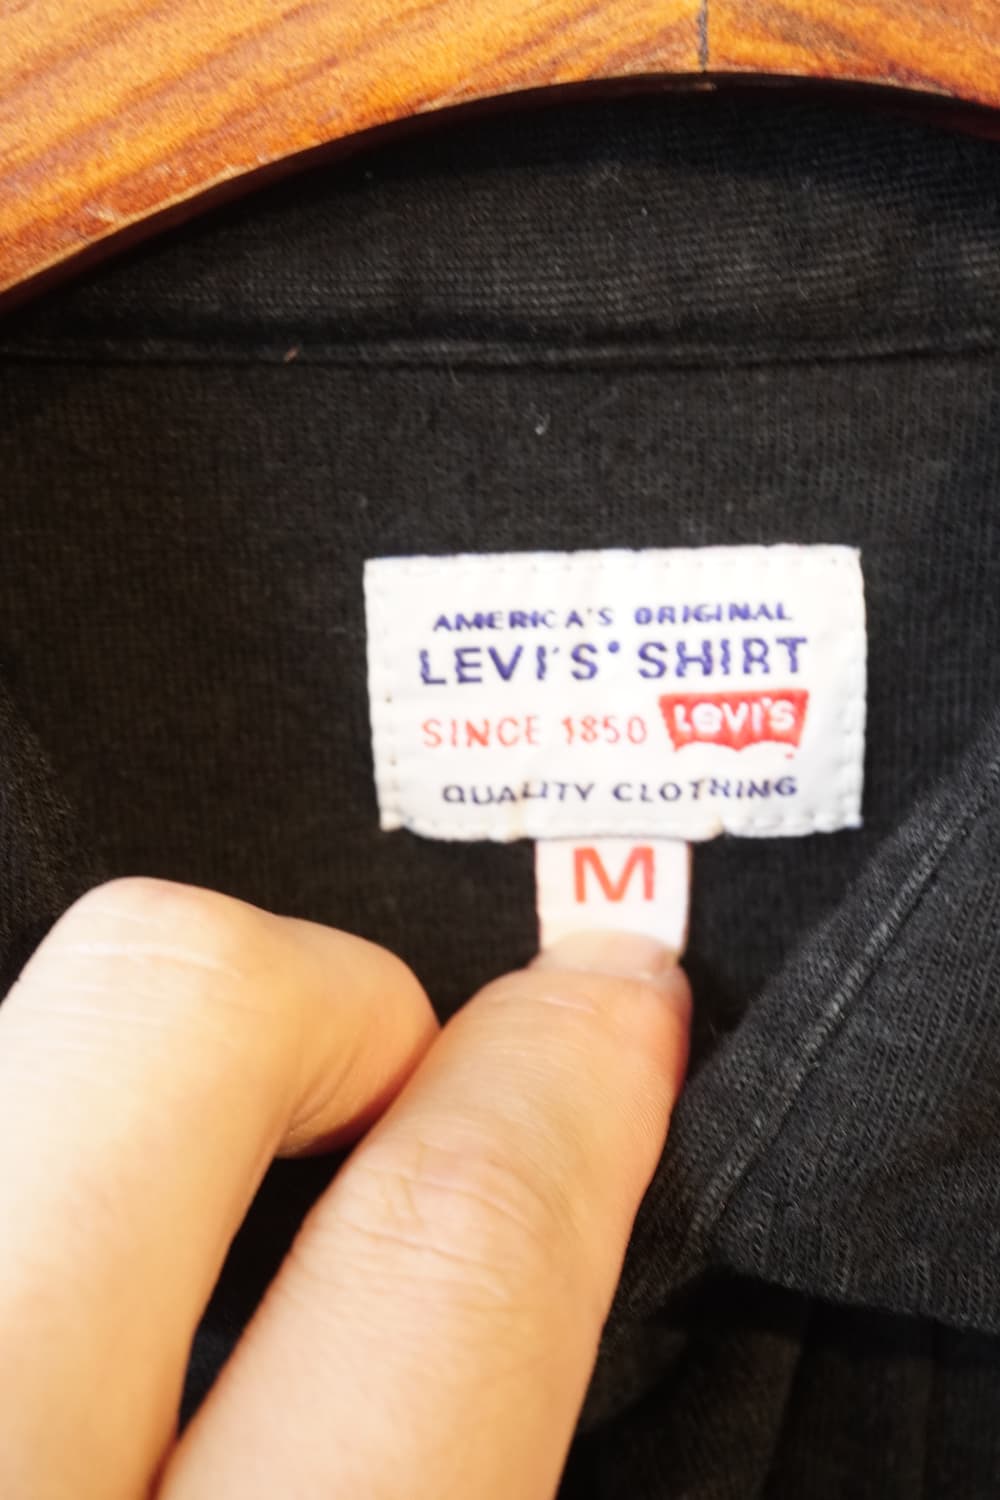 AMERICA'S ORIGINAL
LEVI'S® SHIRT
SINCE 1850 LEVI'S
QUALITY CLOTHING
M